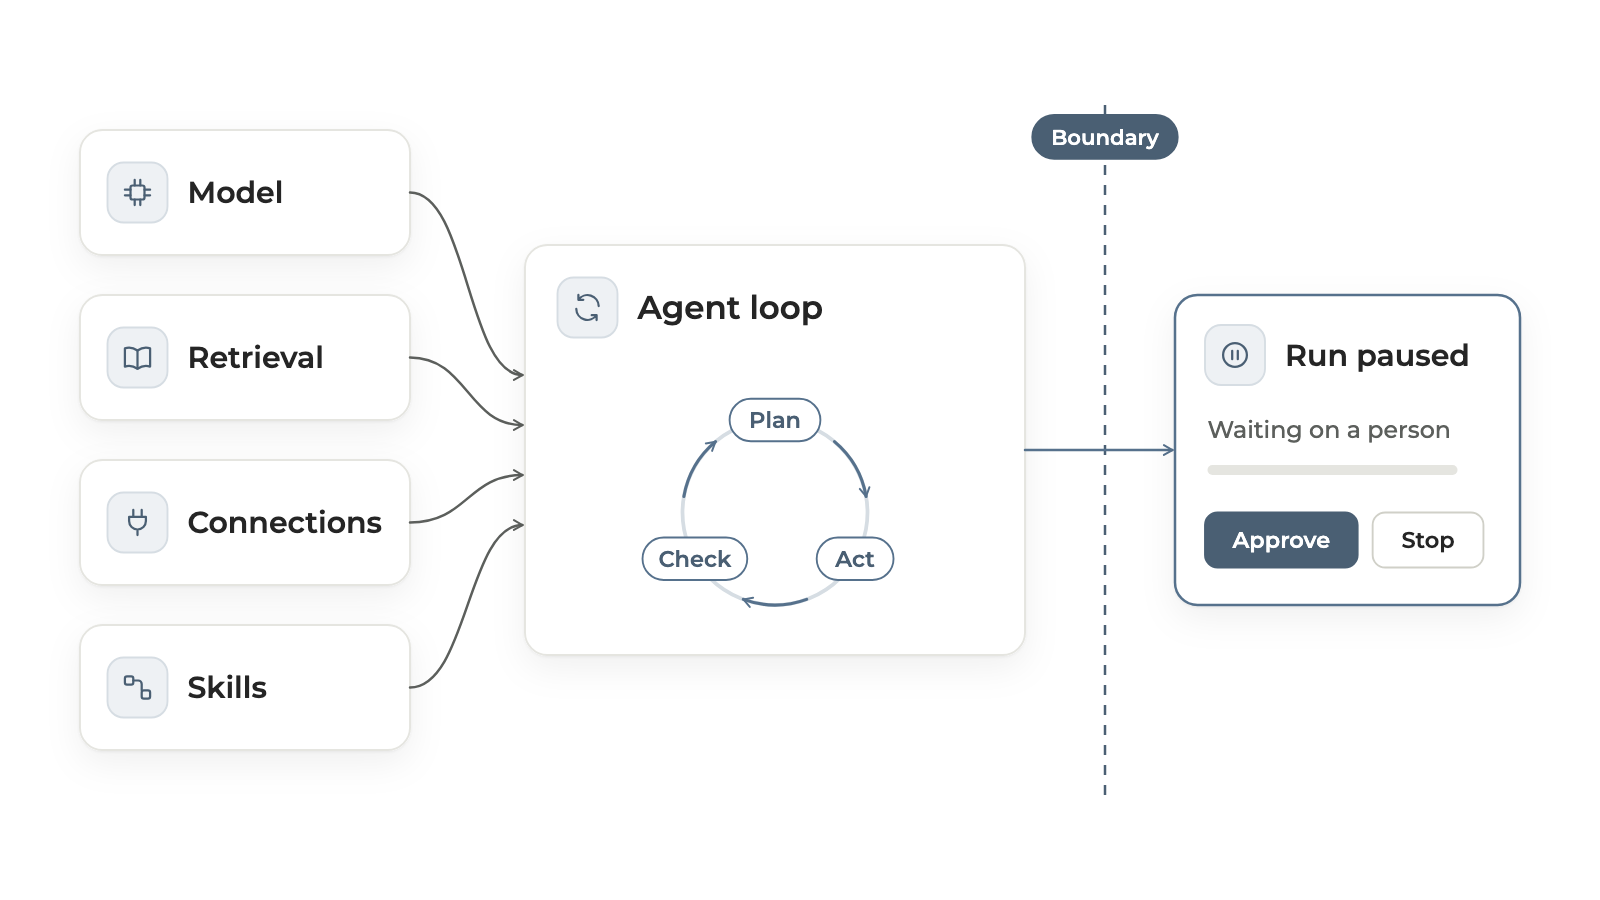 Model
Retrieval
Connections
Skills
Agent loop
Plan
Act
Check
Boundary
Run paused
Waiting on a person
Approve
Stop